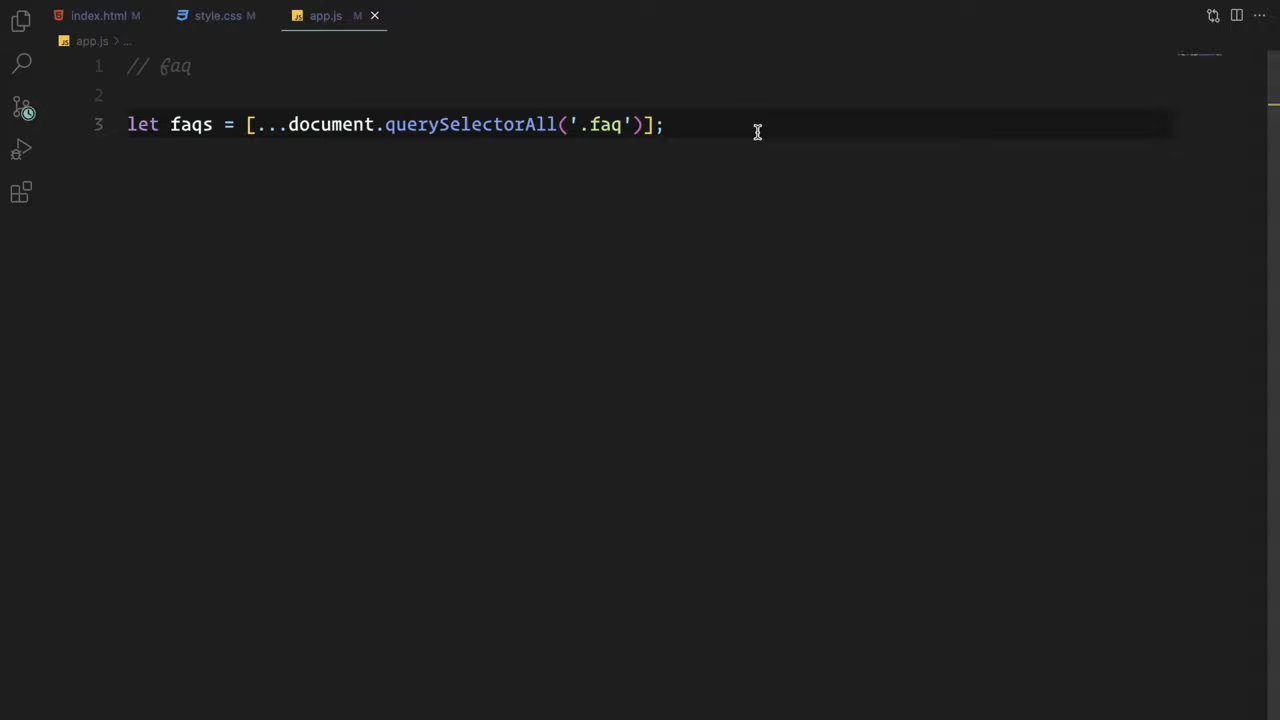 index.html M
style.css M
app.js M
app.js > ...
1 // faq
2
3 let faqs = [...document.querySelectorAll('.faq')];